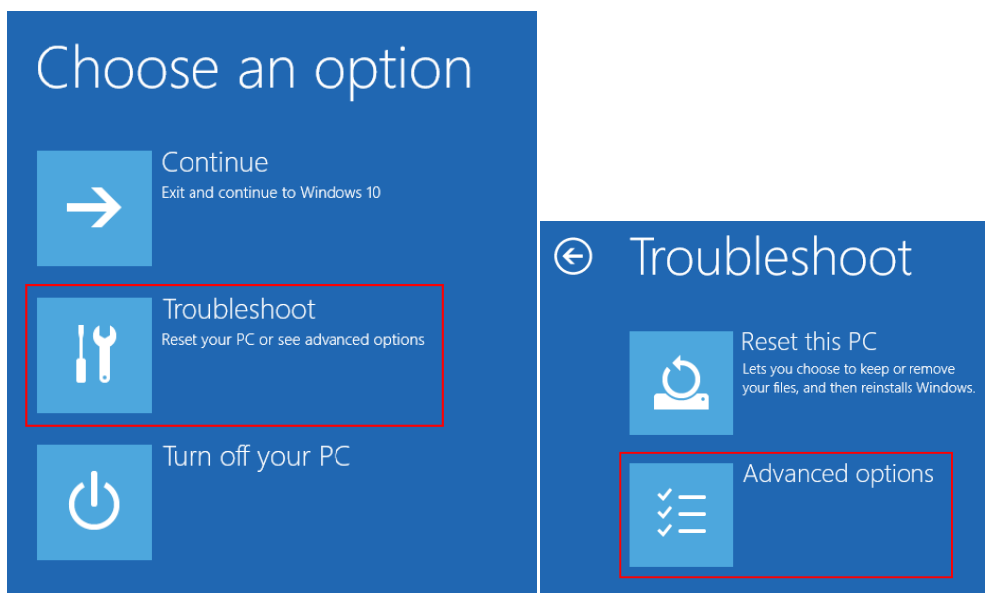 Choose an option
Continue
Exit and continue to Windows 10
Troubleshoot
Reset your PC or see advanced options
Turn off your PC
Troubleshoot
Reset this PC
Lets you choose to keep or remove
your files, and then reinstalls Windows.
Advanced options